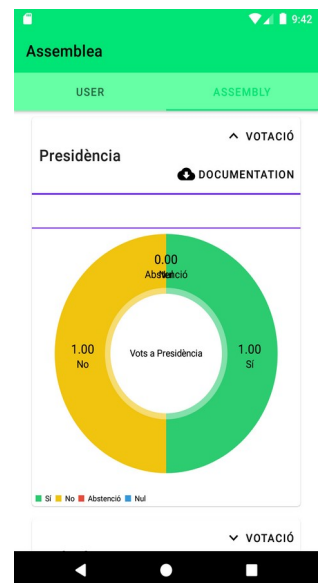 9:42
Assemblea
USER ASSEMBLY
VOTACIÓ
Presidència
DOCUMENTATION
0.00
Abstenció
1.00
No
Vots a Presidència
1.00
Sí
Sí No Abstenció Nul
VOTACIÓ